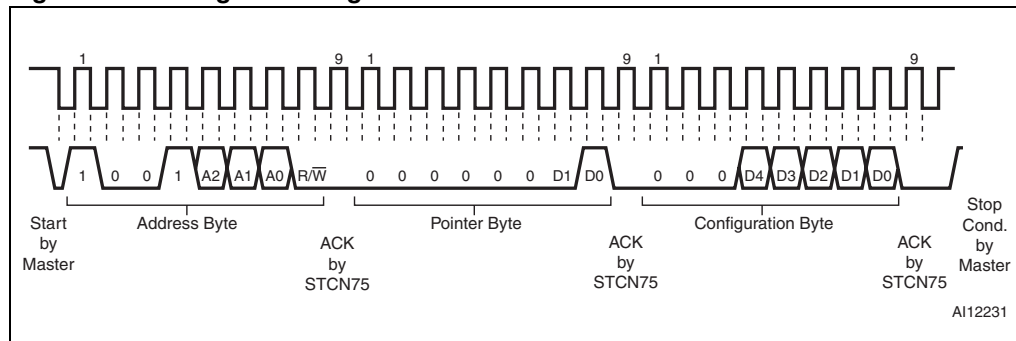 1 9 1 9 1 9
1 0 0 1 A2 A1 A0 R/W 0 0 0 0 0 0 D1 D0 0 0 0 D4 D3 D2 D1 D0
Start
by
Master
Address Byte
ACK
by
STCN75
Pointer Byte
ACK
by
STCN75
Configuration Byte
ACK
by
STCN75
Stop
Cond.
by
Master
AI12231